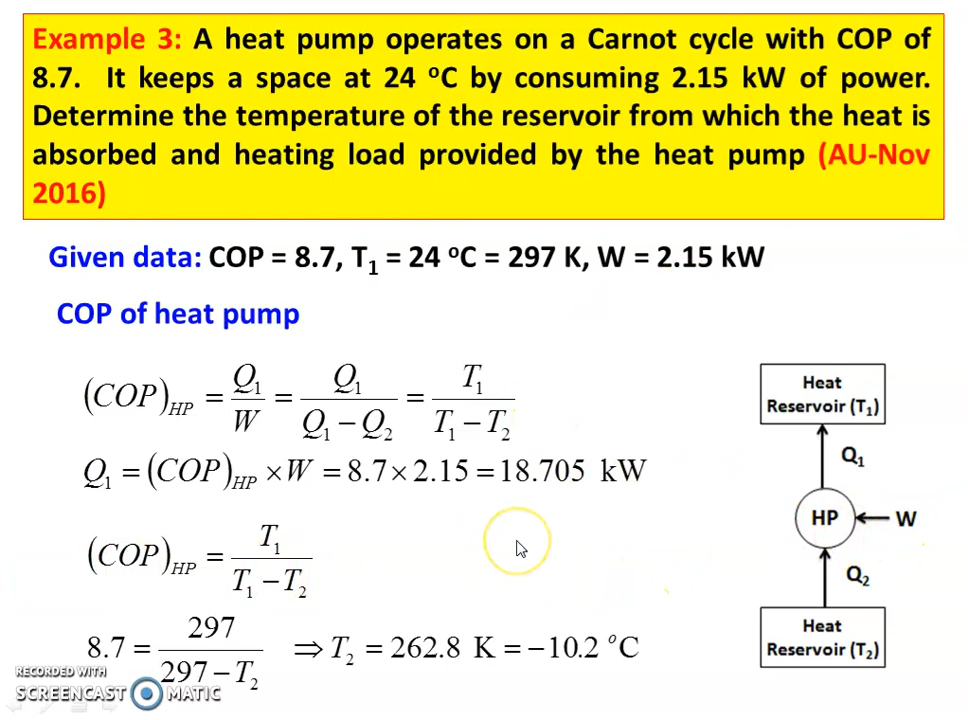 Example 3: A heat pump operates on a Carnot cycle with COP of
8.7. It keeps a space at 24 ᵒC by consuming 2.15 kW of power.
Determine the temperature of the reservoir from which the heat is
absorbed and heating load provided by the heat pump (AU-Nov
2016)
Given data: COP = 8.7, T₁ = 24 ᵒC = 297 K, W = 2.15 kW
COP of heat pump
(COP)_HP = Q₁/W = Q₁/(Q₁ − Q₂) = T₁/(T₁ − T₂)
Q₁ = (COP)_HP × W = 8.7 × 2.15 = 18.705 kW
(COP)_HP = T₁/(T₁ − T₂)
8.7 = 297/(297 − T₂) ⇒ T₂ = 262.8 K = −10.2 °C
Heat
Reservoir (T₁)
Q₁
HP
W
Q₂
Heat
Reservoir (T₂)
RECORDED WITH
SCREENCAST MATIC